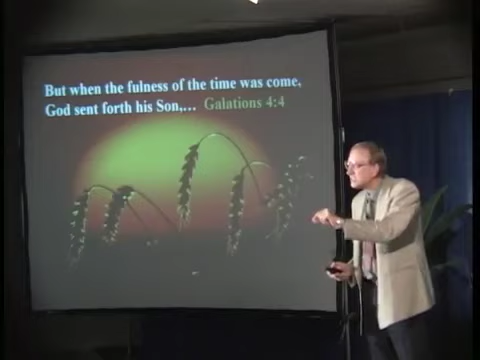 But when the fulness of the time was come,
God sent forth his Son,... Galations 4:4